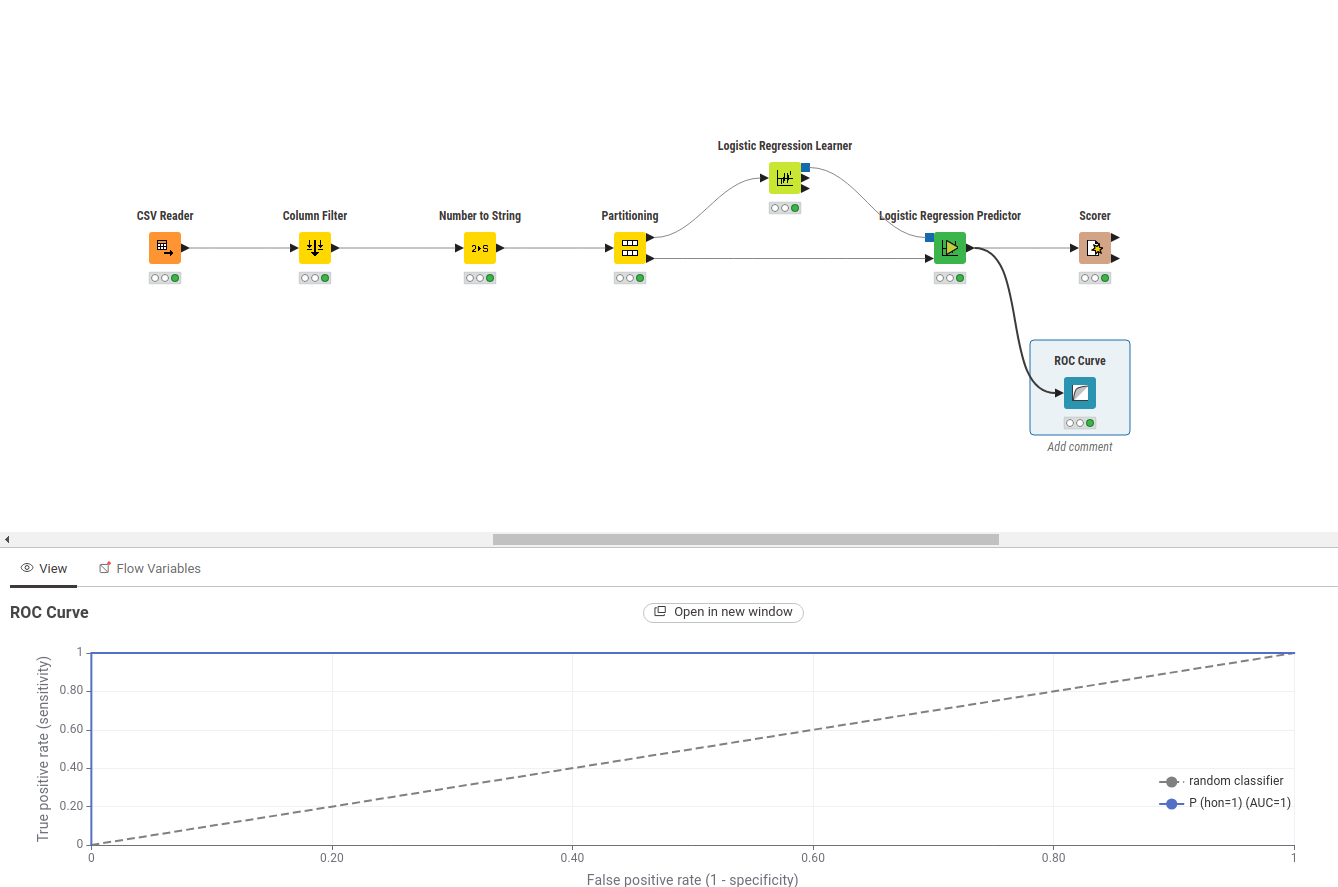 Logistic Regression Learner
CSV Reader
Column Filter
Number to String
Partitioning
Logistic Regression Predictor
Scorer
2▸S
ROC Curve
Add comment
View
Flow Variables
ROC Curve
Open in new window
True positive rate (sensitivity)
1
0.80
0.60
0.40
0.20
0
random classifier
P (hon=1) (AUC=1)
0
0.20
0.40
0.60
0.80
1
False positive rate (1 - specificity)